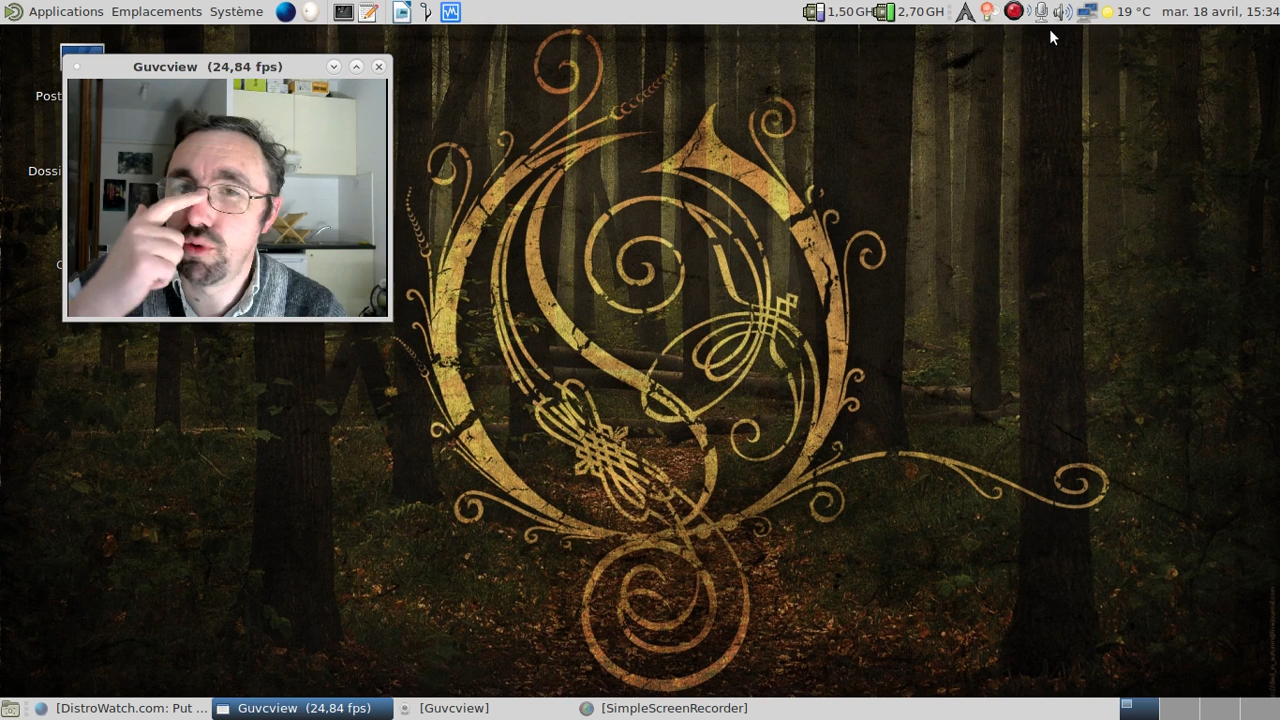 Applications Emplacements Système 1,50 GH 2,70 GH 19 °C mar. 18 avril, 15:34
Guvcview (24,84 fps)
Post
Dossi
[DistroWatch.com: Put ... Guvcview (24,84 fps) [Guvcview] [SimpleScreenRecorder]